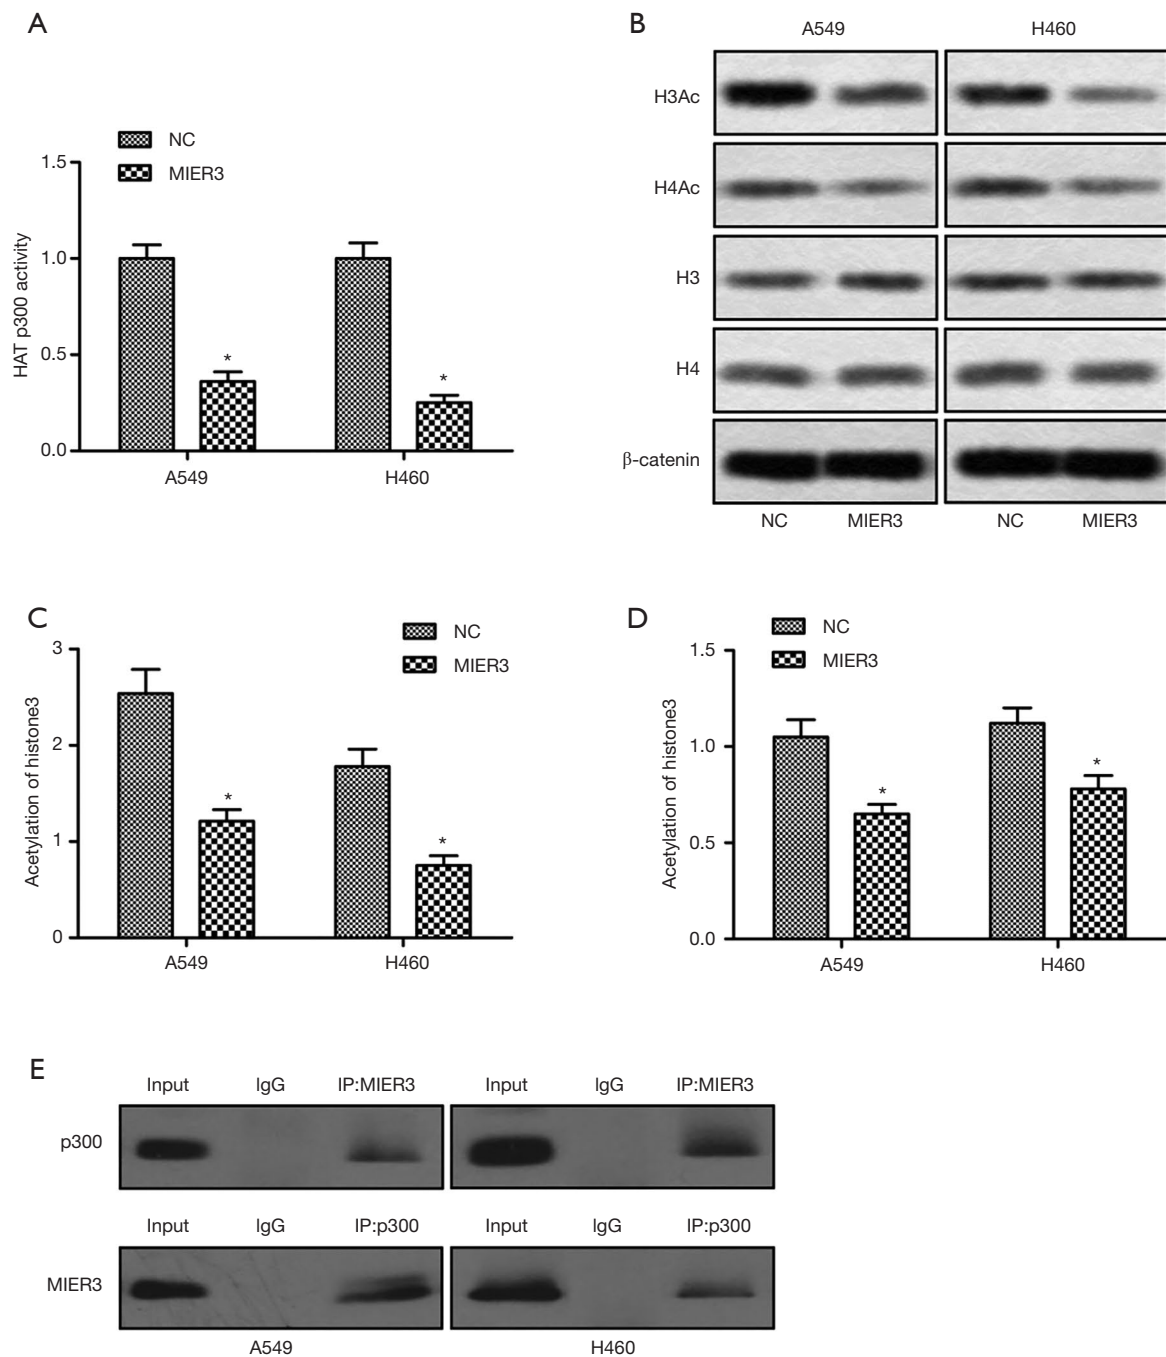 A
NC
MIER3
1.5
1.0
0.5
0.0
HAT p300 activity
*
*
A549
H460
B
A549
H460
H3Ac
H4Ac
H3
H4
β-catenin
NC
MIER3
NC
MIER3
C
NC
MIER3
3
2
1
0
Acetylation of histone3
*
*
A549
H460
D
NC
MIER3
1.5
1.0
0.5
0.0
Acetylation of histone3
*
*
A549
H460
E
Input
IgG
IP:MIER3
Input
IgG
IP:MIER3
p300
Input
IgG
IP:p300
Input
IgG
IP:p300
MIER3
A549
H460